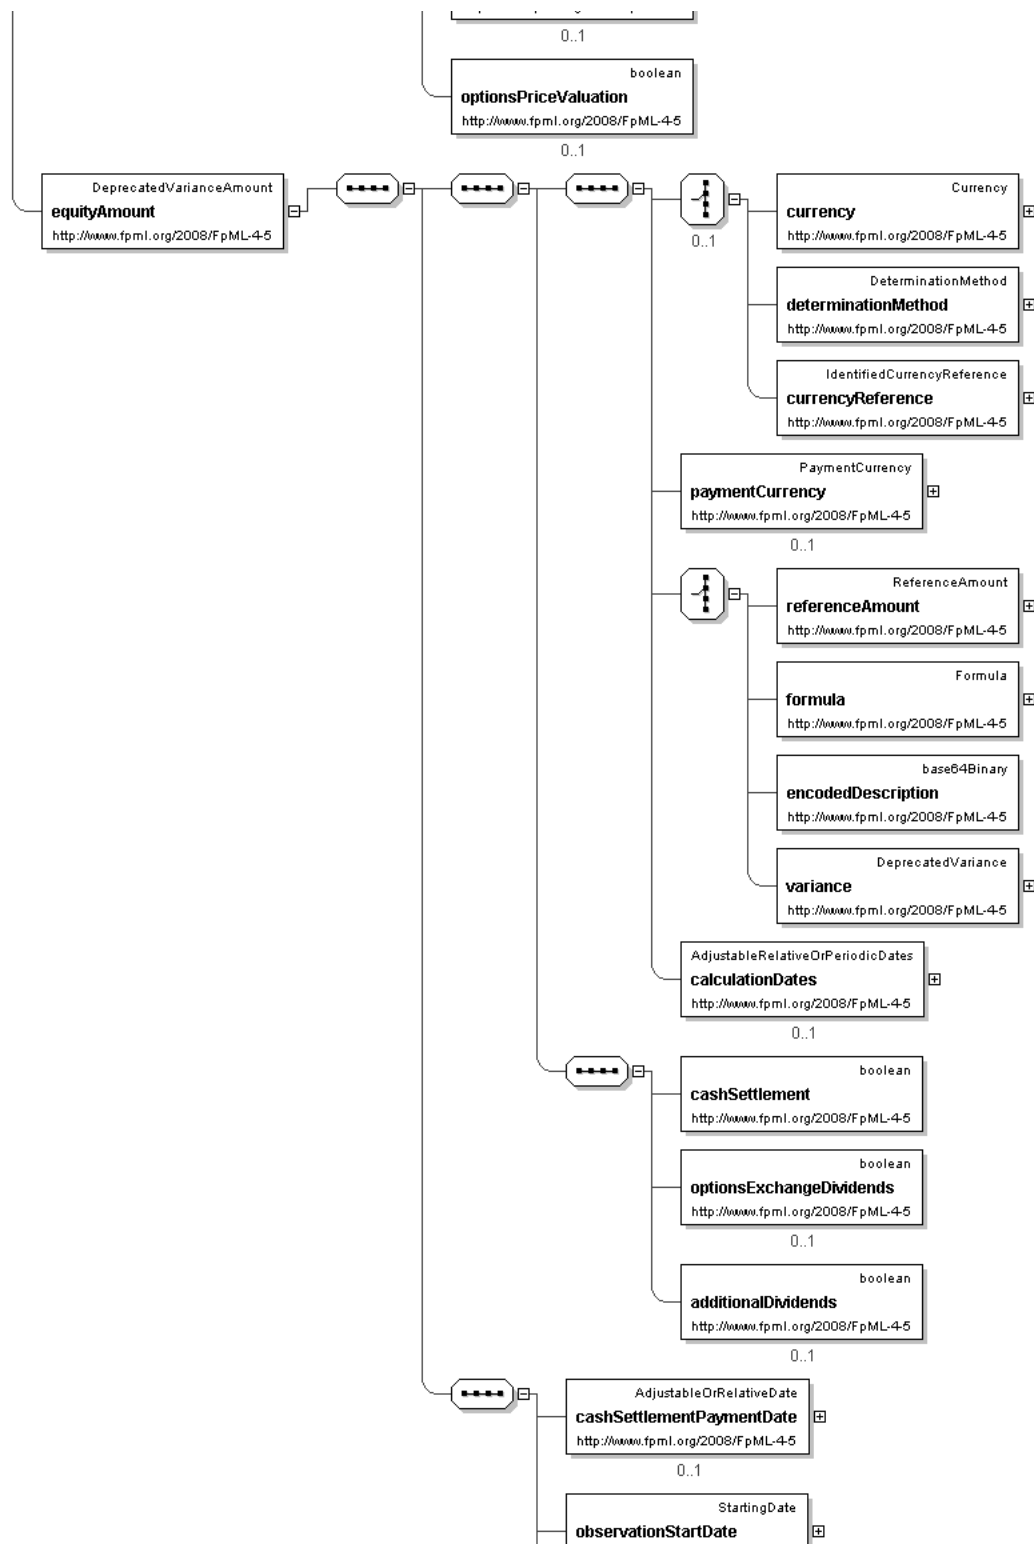 0..1
boolean
optionsPriceValuation
http://www.fpml.org/2008/FpML-4-5
0..1
DeprecatedVarianceAmount
equityAmount
http://www.fpml.org/2008/FpML-4-5
0..1
Currency
currency
http://www.fpml.org/2008/FpML-4-5
DeterminationMethod
determinationMethod
http://www.fpml.org/2008/FpML-4-5
IdentifiedCurrencyReference
currencyReference
http://www.fpml.org/2008/FpML-4-5
PaymentCurrency
paymentCurrency
http://www.fpml.org/2008/FpML-4-5
0..1
ReferenceAmount
referenceAmount
http://www.fpml.org/2008/FpML-4-5
Formula
formula
http://www.fpml.org/2008/FpML-4-5
base64Binary
encodedDescription
http://www.fpml.org/2008/FpML-4-5
DeprecatedVariance
variance
http://www.fpml.org/2008/FpML-4-5
AdjustableRelativeOrPeriodicDates
calculationDates
http://www.fpml.org/2008/FpML-4-5
0..1
boolean
cashSettlement
http://www.fpml.org/2008/FpML-4-5
boolean
optionsExchangeDividends
http://www.fpml.org/2008/FpML-4-5
0..1
boolean
additionalDividends
http://www.fpml.org/2008/FpML-4-5
0..1
AdjustableOrRelativeDate
cashSettlementPaymentDate
http://www.fpml.org/2008/FpML-4-5
0..1
StartingDate
observationStartDate